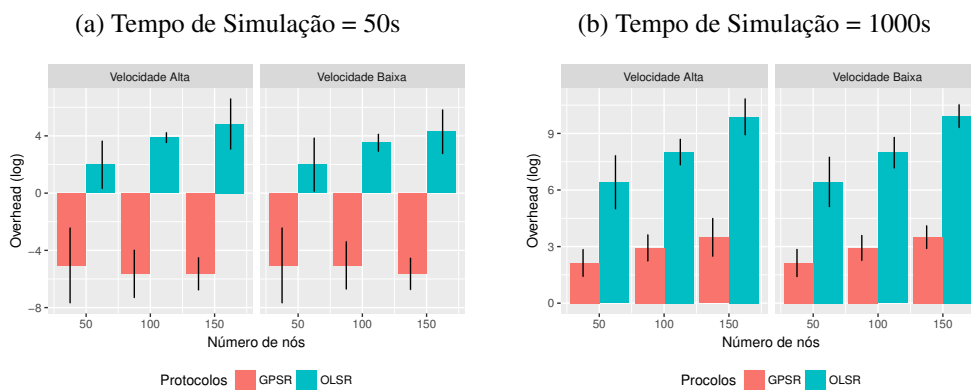 (a) Tempo de Simulação = 50s
Velocidade Alta
Velocidade Baixa
Overhead (log)
4
0
−4
−8
50
100
150
50
100
150
Número de nós
Protocolos GPSR OLSR
(b) Tempo de Simulação = 1000s
Velocidade Alta
Velocidade Baixa
Overhead (log)
9
6
3
0
50
100
150
50
100
150
Número de nós
Procolos GPSR OLSR